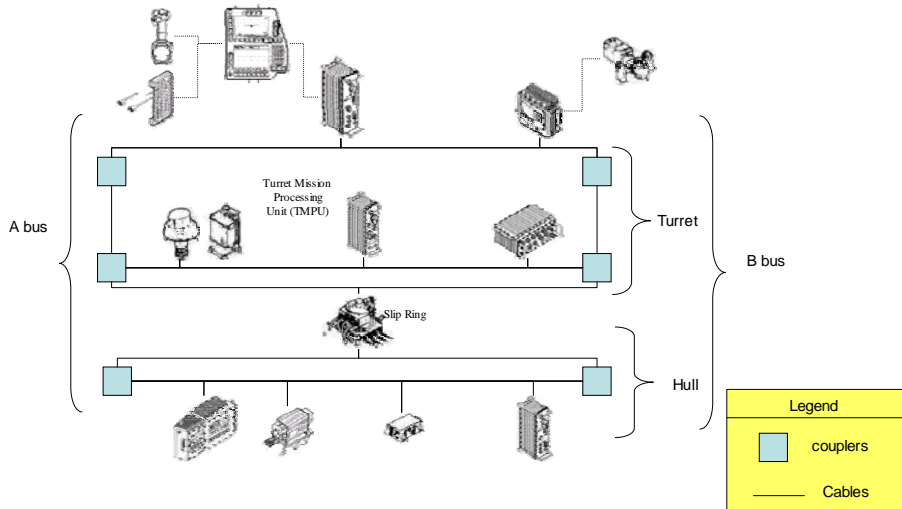 Turret Mission
Processing
Unit (TMPU)
A bus
Turret
B bus
Slip Ring
Hull
Legend
couplers
Cables